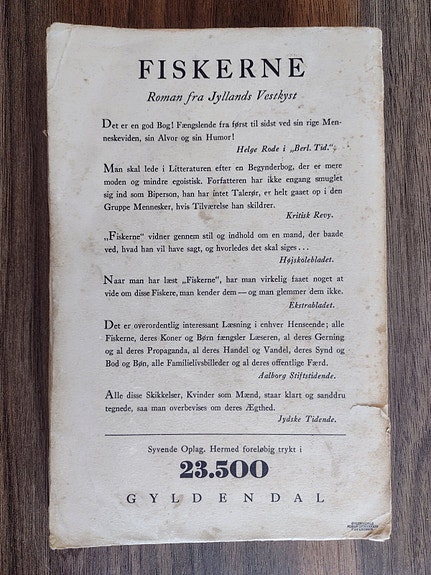 FISKERNE
Roman fra Jyllands Vestkyst
Det er en god Bog! Fængslende fra først til sidst ved sin rige Men-
neskeviden, sin Alvor og sin Humor!
Helge Rode i „Berl. Tid.“;
Man skal lede i Litteraturen efter en Begynderbog, der er mere
moden og mindre egoistisk. Forfatteren har ikke engang smuglet
sig ind som Biperson, han har intet Talerør, er helt gaaet op i den
Gruppe Mennesker, hvis Tilværelse han skildrer.
Kritisk Revy.
„Fiskerne“ vidner gennem stil og indhold om en mand, der baade
ved, hvad han vil have sagt, og hvorledes det skal siges . . .
Højskolebladet.
Naar man har læst „Fiskerne“, har man virkelig faaet noget at
vide om disse Fiskere, man kender dem — og man glemmer dem ikke.
Ekstrabladet.
Det er overordentlig interessant Læsning i enhver Henseende; alle
Fiskerne, deres Koner og Børn fængsler Læseren, al deres Gerning
og al deres Propaganda, al deres Handel og Vandel, deres Synd og
Bod og Bøn, alle Familielivsbilleder og al deres offentlige Færd.
Aalborg Stiftstidende.
Alle disse Skikkelser, Kvinder som Mænd, staar klart og sanddru
tegnede, saa man overbevises om deres Ægthed.
Jydske Tidende.
Syvende Oplag. Hermed foreløbig trykt i
23.500
GYLDENDAL